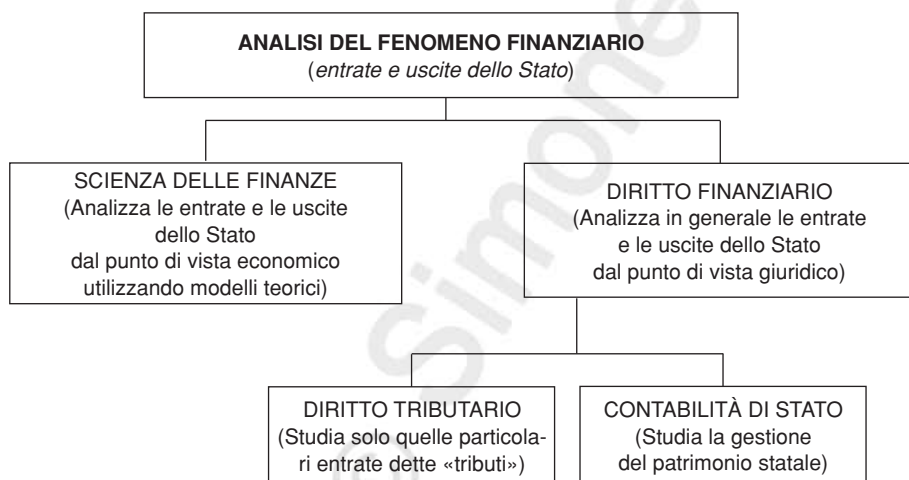 ANALISI DEL FENOMENO FINANZIARIO
(entrate e uscite dello Stato)
SCIENZA DELLE FINANZE
(Analizza le entrate e le uscite
dello Stato
dal punto di vista economico
utilizzando modelli teorici)
DIRITTO FINANZIARIO
(Analizza in generale le entrate
e le uscite dello Stato
dal punto di vista giuridico)
DIRITTO TRIBUTARIO
(Studia solo quelle particola-
ri entrate dette «tributi»)
CONTABILITÀ DI STATO
(Studia la gestione
del patrimonio statale)
© Simone